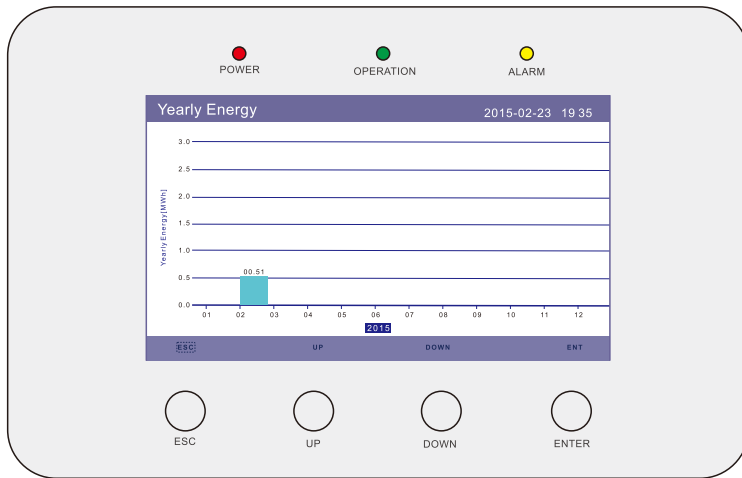 POWER OPERATION ALARM
Yearly Energy 2015-02-23 19 35
Yearly Energy[MWh]
3.0
2.5
2.0
1.5
1.0
00.51
0.5
0.0
01 02 03 04 05 06 07 08 09 10 11 12
2015
ESC UP DOWN ENT
ESC UP DOWN ENTER